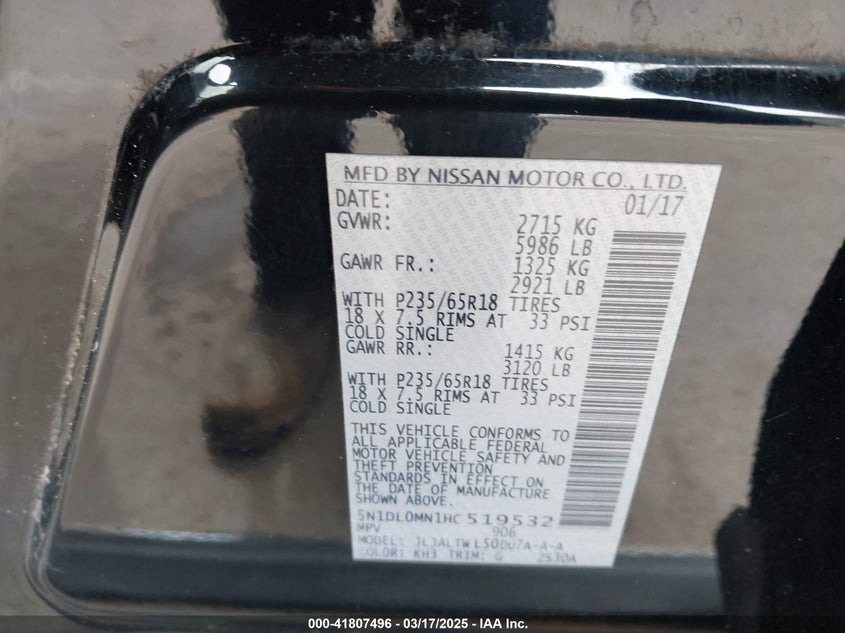 MFD BY NISSAN MOTOR CO., LTD.
DATE: 01/17
GVWR: 2715 KG
5986 LB
GAWR FR.: 1325 KG
2921 LB
WITH P235/65R18 TIRES
18 X 7.5 RIMS AT 33 PSI
COLD SINGLE
GAWR RR.: 1415 KG
3120 LB
WITH P235/65R18 TIRES
18 X 7.5 RIMS AT 33 PSI
COLD SINGLE
THIS VEHICLE CONFORMS TO
ALL APPLICABLE FEDERAL
MOTOR VEHICLE SAFETY AND
THEFT PREVENTION
STANDARDS IN EFFECT ON
THE DATE OF MANUFACTURE
SHOWN ABOVE.
5N1DL0MN1HC519532
MPV 906
MODEL: JLJALTWL50DU7A-A-A
COLOR: KH3 TRIM: G 2S30A
000-41807496 - 03/17/2025 - IAA Inc.